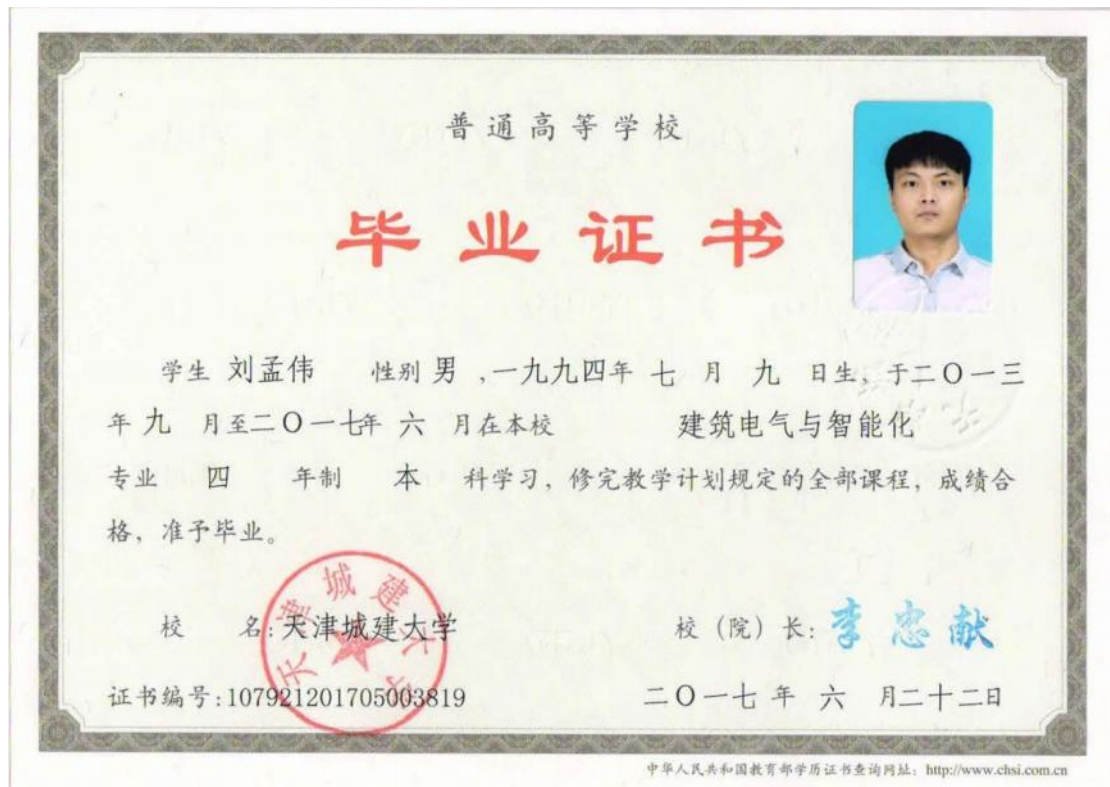 普通高等学校
毕业证书
学生 刘孟伟 性别 男 ,一九九四年 七 月 九 日生, 于二〇一三
年 九 月至二〇一七年 六 月在本校 建筑电气与智能化
专业 四 年制 本 科学习, 修完教学计划规定的全部课程, 成绩合
格, 准予毕业。
天津城建大学
校 名: 天津城建大学
校（院）长: 李忠献
证书编号: 107921201705003819
二〇一七 年 六 月二十二日
中华人民共和国教育部学历证书查询网址: http://www.chsi.com.cn